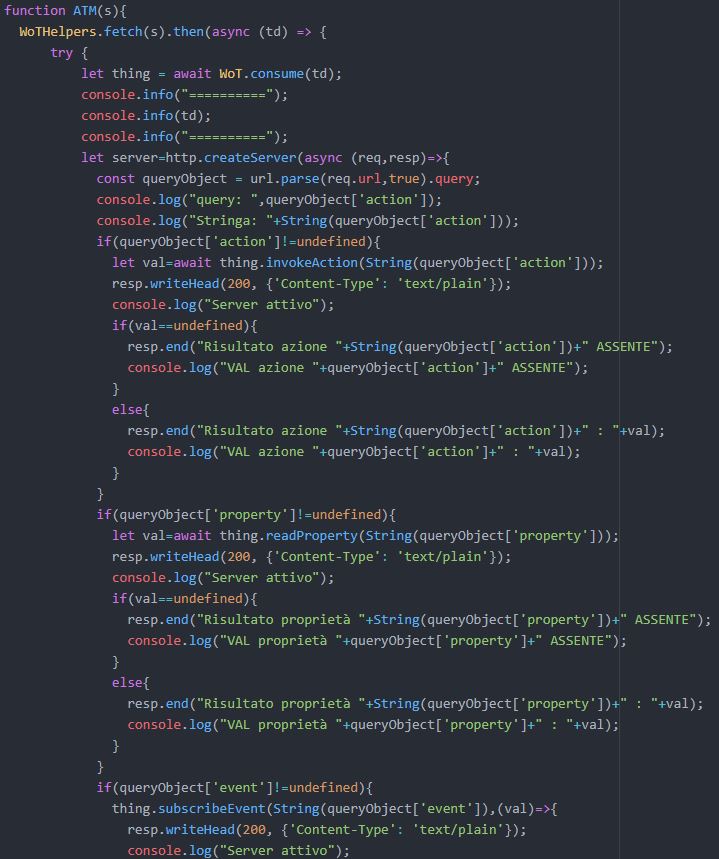 function ATM(s){
WoTHelpers.fetch(s).then(async (td) => {
try {
let thing = await WoT.consume(td);
console.info("==========");
console.info(td);
console.info("==========");
let server=http.createServer(async (req,resp)=>{
const queryObject = url.parse(req.url,true).query;
console.log("query: ",queryObject['action']);
console.log("Stringa: "+String(queryObject['action']));
if(queryObject['action']!=undefined){
let val=await thing.invokeAction(String(queryObject['action']));
resp.writeHead(200, {'Content-Type': 'text/plain'});
console.log("Server attivo");
if(val==undefined){
resp.end("Risultato azione "+String(queryObject['action'])+" ASSENTE");
console.log("VAL azione "+queryObject['action']+" ASSENTE");
}
else{
resp.end("Risultato azione "+String(queryObject['action'])+" : "+val);
console.log("VAL azione "+queryObject['action']+" : "+val);
}
}
if(queryObject['property']!=undefined){
let val=await thing.readProperty(String(queryObject['property']));
resp.writeHead(200, {'Content-Type': 'text/plain'});
console.log("Server attivo");
if(val==undefined){
resp.end("Risultato proprietà "+String(queryObject['property'])+" ASSENTE");
console.log("VAL proprietà "+queryObject['property']+" ASSENTE");
}
else{
resp.end("Risultato proprietà "+String(queryObject['property'])+" : "+val);
console.log("VAL proprietà "+queryObject['property']+" : "+val);
}
}
if(queryObject['event']!=undefined){
thing.subscribeEvent(String(queryObject['event']),(val)=>{
resp.writeHead(200, {'Content-Type': 'text/plain'});
console.log("Server attivo");